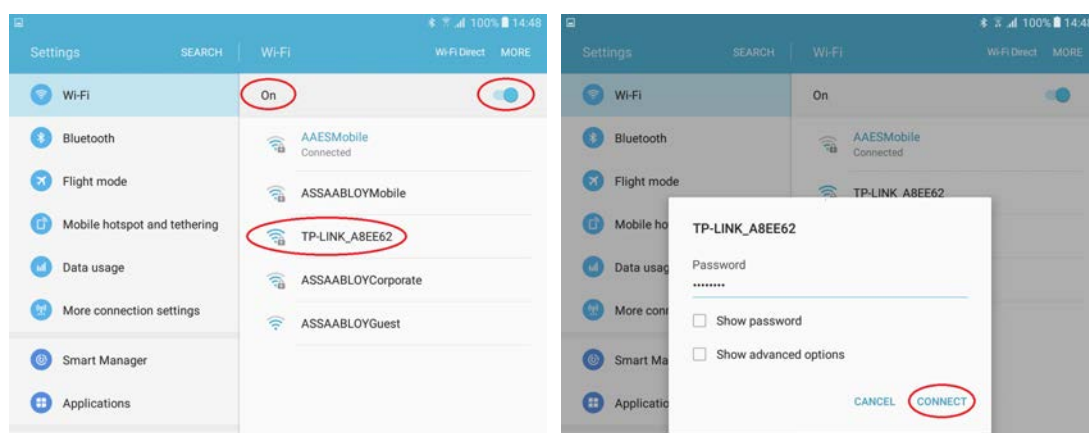 100% 14:48
Settings SEARCH Wi-Fi Wi-Fi Direct MORE
Wi-Fi
On
Bluetooth
AAESMobile
Connected
Flight mode
ASSAABLOYMobile
Mobile hotspot and tethering
TP-LINK_A8EE62
Data usage
ASSAABLOYCorporate
More connection settings
ASSAABLOYGuest
Smart Manager
Applications
100% 14:48
Settings SEARCH Wi-Fi Wi-Fi Direct MORE
Wi-Fi
On
Bluetooth
AAESMobile
Connected
Flight mode
TP-LINK_A8EE62
Mobile ho
Data usag
More conn
Smart Ma
Applicatio
TP-LINK_A8EE62
Password
••••••••
Show password
Show advanced options
CANCEL CONNECT